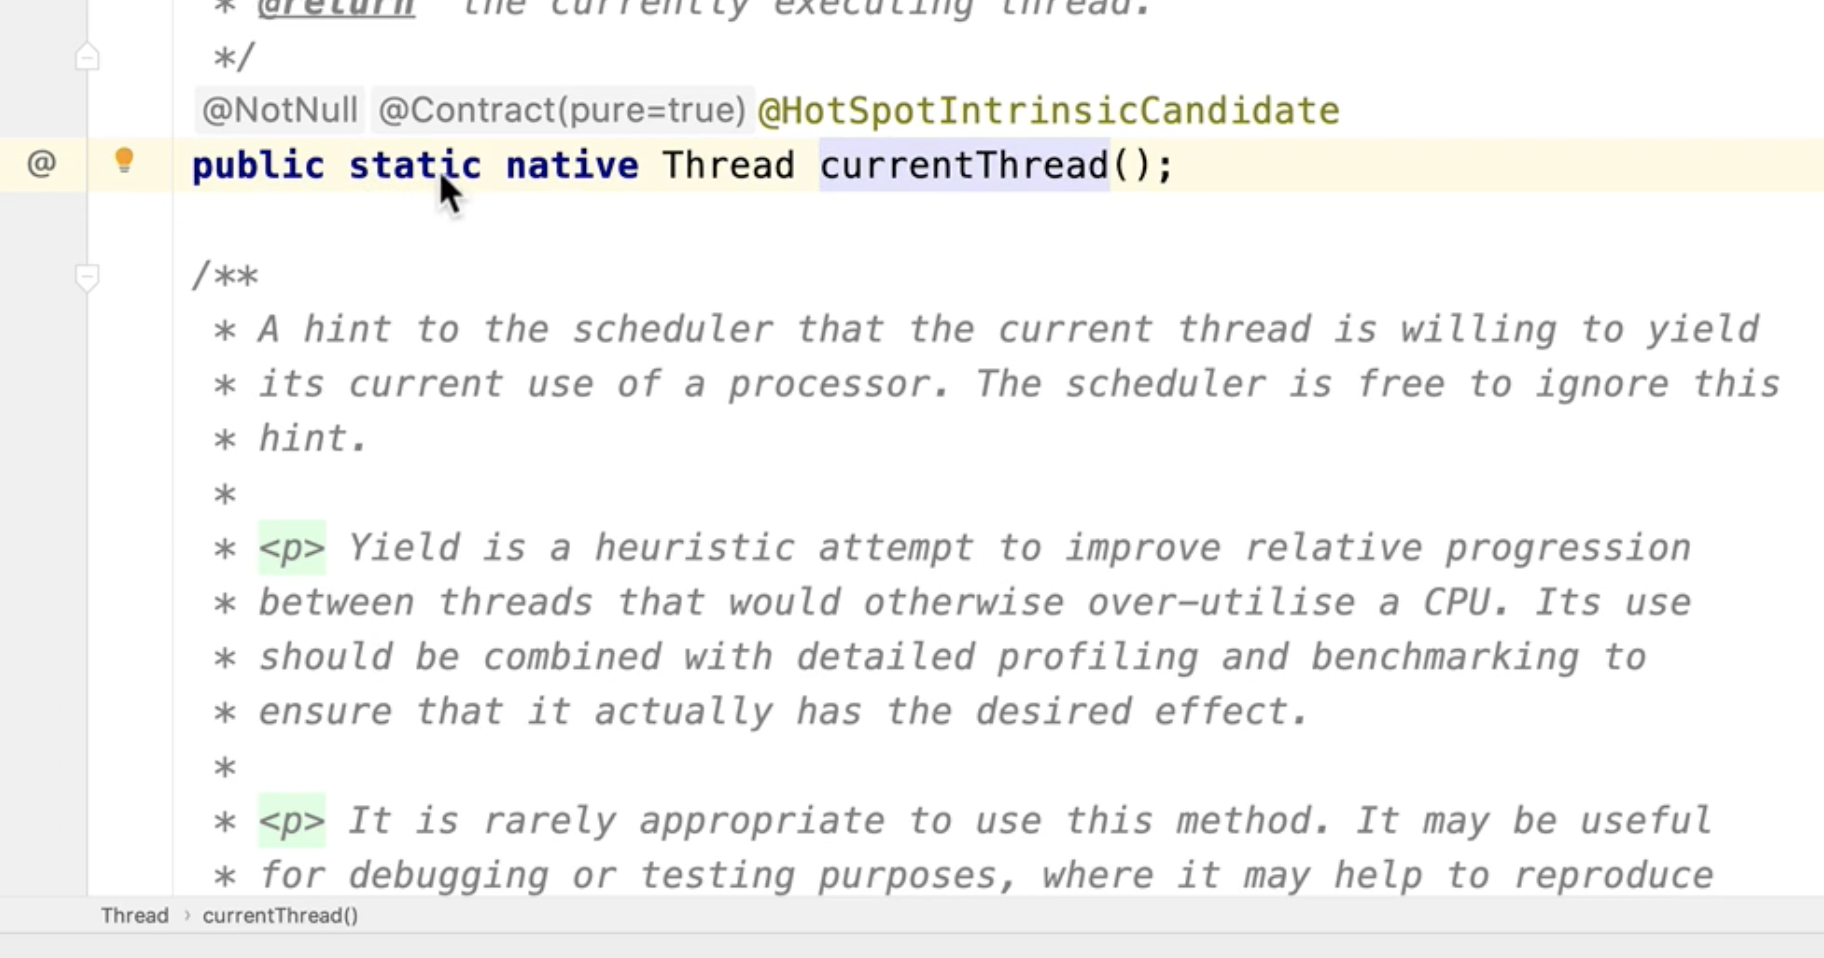 * @return  the currently executing thread.
*/
@NotNull @Contract(pure=true) @HotSpotIntrinsicCandidate
@ public static native Thread currentThread();
/**
* A hint to the scheduler that the current thread is willing to yield
* its current use of a processor. The scheduler is free to ignore this
* hint.
*
* <p> Yield is a heuristic attempt to improve relative progression
* between threads that would otherwise over-utilise a CPU. Its use
* should be combined with detailed profiling and benchmarking to
* ensure that it actually has the desired effect.
*
* <p> It is rarely appropriate to use this method. It may be useful
* for debugging or testing purposes, where it may help to reproduce
Thread › currentThread()